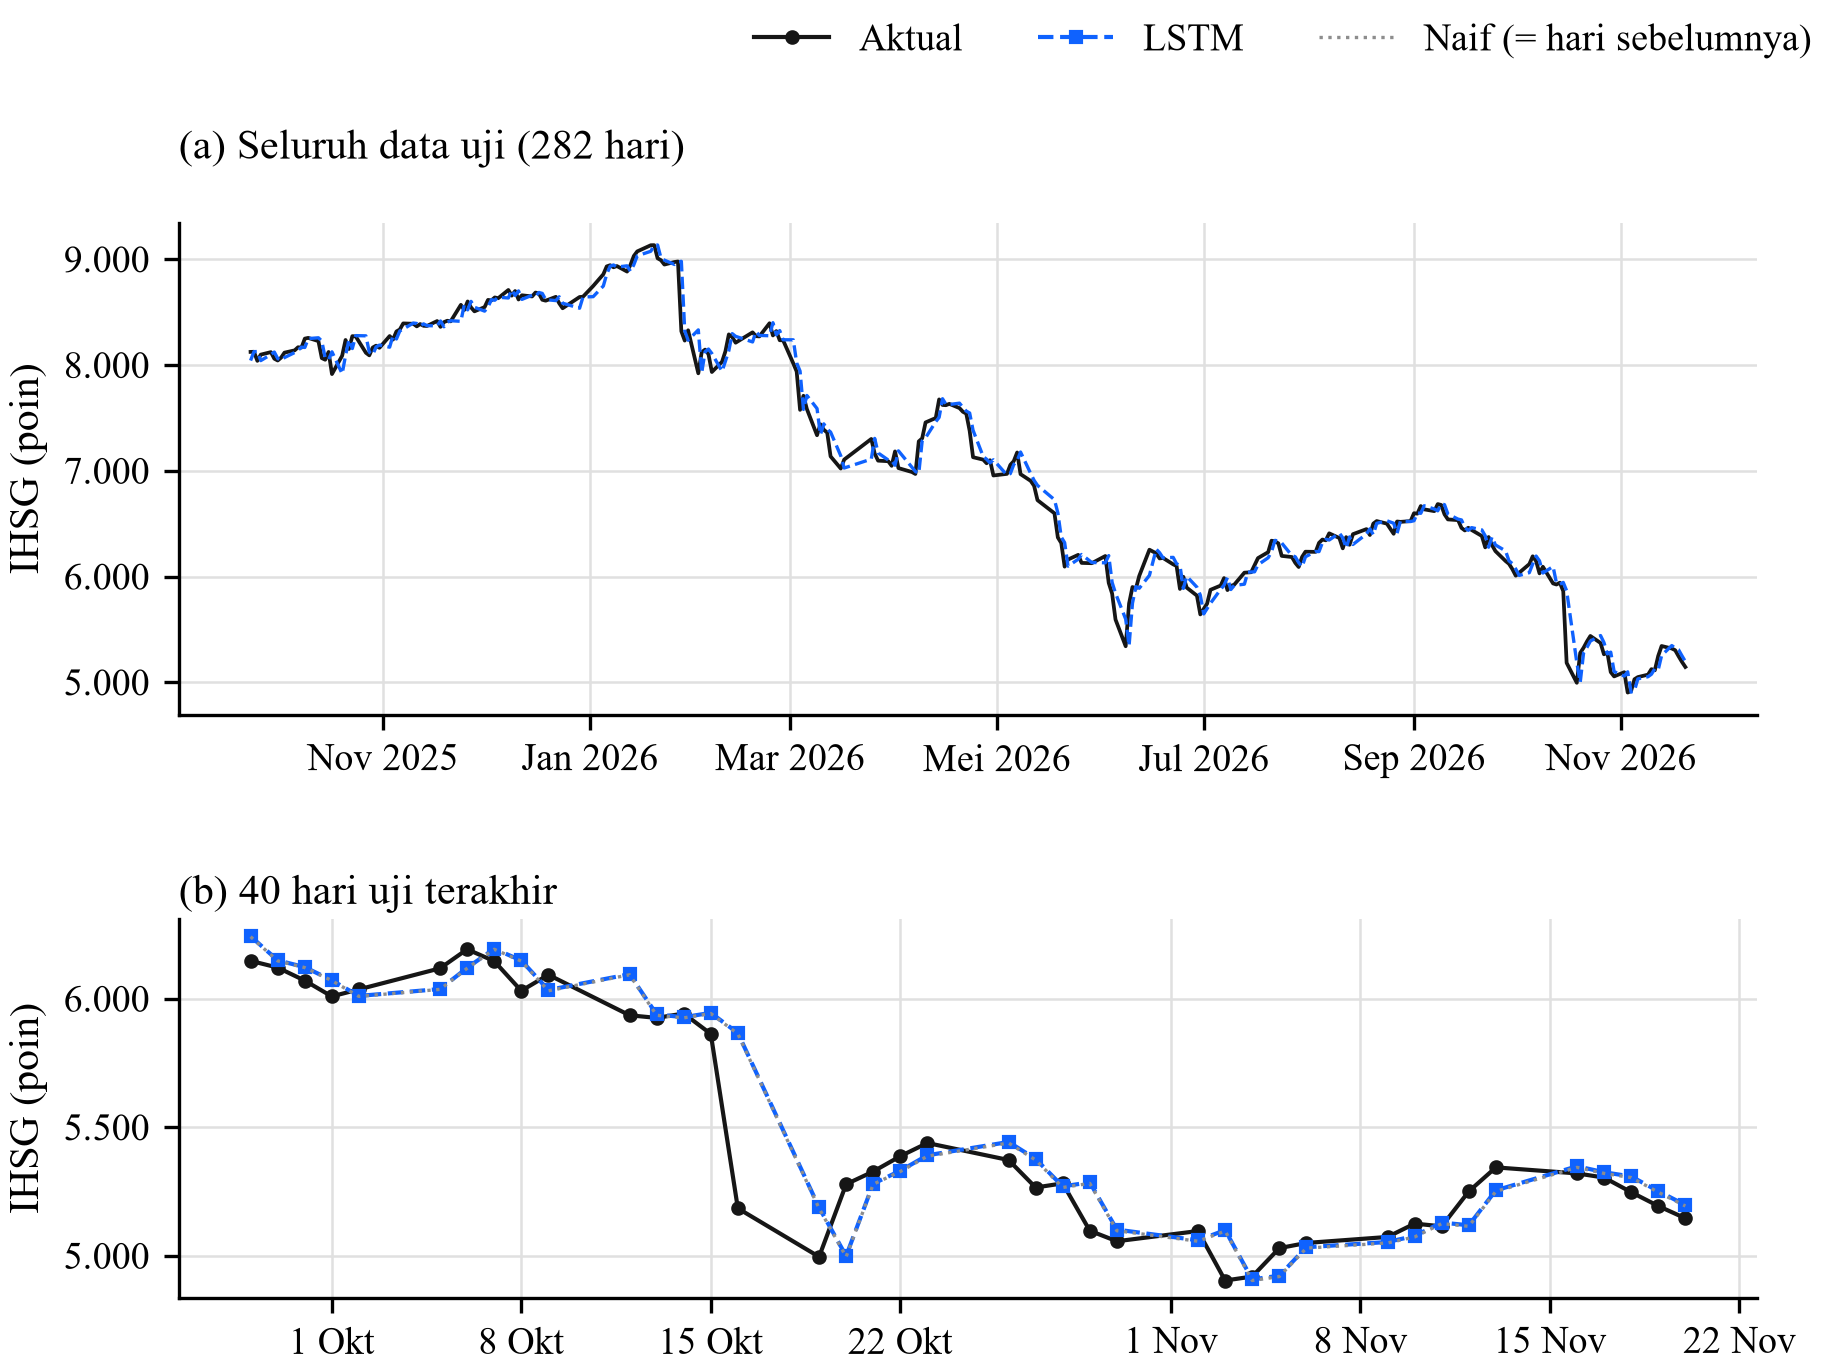 Aktual LSTM Naif (= hari sebelumnya)
(a) Seluruh data uji (282 hari)
IHSG (poin)
9.000
8.000
7.000
6.000
5.000
Nov 2025 Jan 2026 Mar 2026 Mei 2026 Jul 2026 Sep 2026 Nov 2026
(b) 40 hari uji terakhir
IHSG (poin)
6.000
5.500
5.000
1 Okt 8 Okt 15 Okt 22 Okt 1 Nov 8 Nov 15 Nov 22 Nov